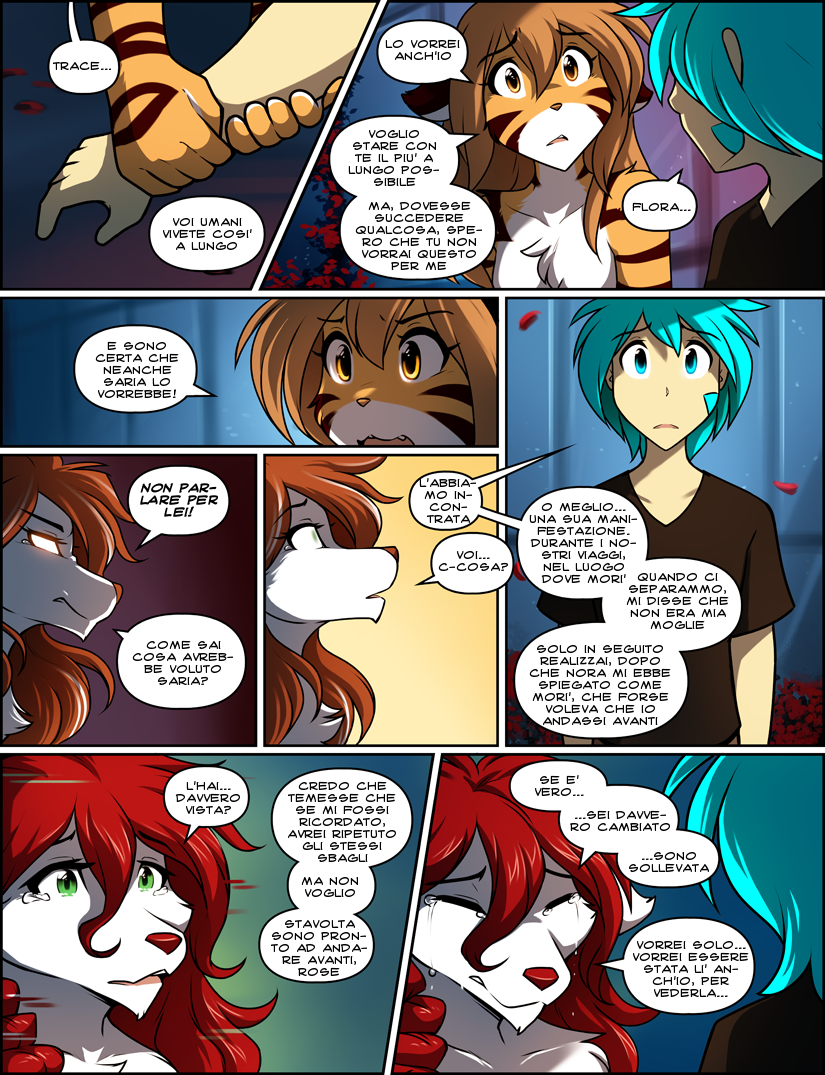 TRACE...
VOI UMANI
VIVETE COSI'
A LUNGO
LO VORREI
ANCH'IO
VOGLIO
STARE CON
TE IL PIU' A
LUNGO POS-
SIBILE
MA, DOVESSE
SUCCEDERE
QUALCOSA, SPE-
RO CHE TU NON
VORRAI QUESTO
PER ME
FLORA...
E SONO
CERTA CHE
NEANCHE
SARIA LO
VORREBBE!
NON PAR-
LARE PER
LEI!
COME SAI
COSA AVREB-
BE VOLUTO
SARIA?
L'ABBIA-
MO IN-
CON-
TRATA
VOI...
C-COSA?
O MEGLIO...
UNA SUA MANI-
FESTAZIONE.
DURANTE I NO-
STRI VIAGGI,
NEL LUOGO
DOVE MORI'
QUANDO CI
SEPARAMMO,
MI DISSE CHE
NON ERA MIA
MOGLIE
SOLO IN SEGUITO
REALIZZAI, DOPO
CHE NORA MI EBBE
SPIEGATO COME
MORI', CHE FORSE
VOLEVA CHE IO
ANDASSI AVANTI
L'HAI...
DAVVERO
VISTA?
CREDO CHE
TEMESSE CHE
SE MI FOSSI
RICORDATO,
AVREI RIPETUTO
GLI STESSI
SBAGLI
MA NON
VOGLIO
STAVOLTA
SONO PRON-
TO AD ANDA-
RE AVANTI,
ROSE
SE E'
VERO...
...SEI DAVVE-
RO CAMBIATO
...SONO
SOLLEVATA
VORREI SOLO...
VORREI ESSERE
STATA LI' AN-
CH'IO, PER
VEDERLA...